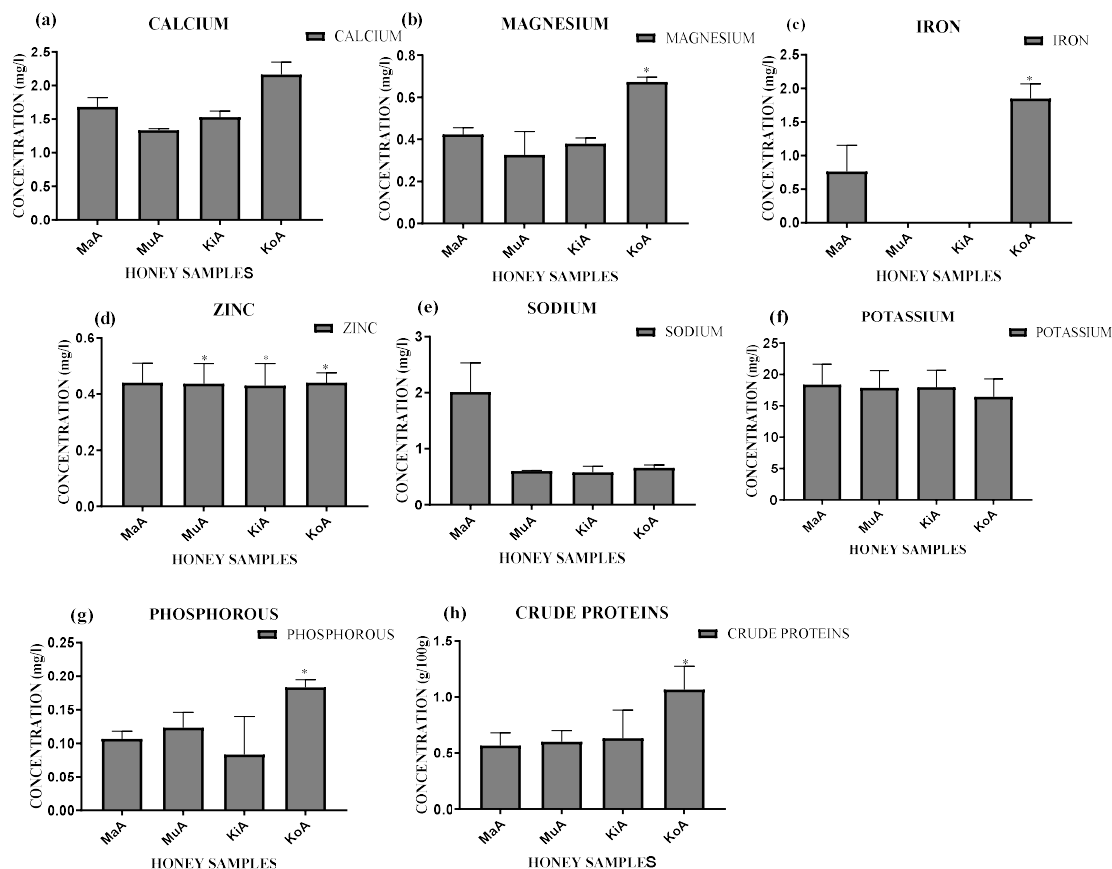 (a)
CALCIUM
CALCIUM
CONCENTRATION (mg/l)
2.5
2.0
1.5
1.0
0.5
0.0
MaA
MuA
KiA
KoA
HONEY SAMPLES
(b)
MAGNESIUM
MAGNESIUM
CONCENTRATION (mg/l)
0.8
0.6
0.4
0.2
0.0
*
MaA
MuA
KiA
KoA
HONEY SAMPLES
(c)
IRON
IRON
CONCENTRATION (mg/l)
2.5
2.0
1.5
1.0
0.5
0.0
*
MaA
MuA
KiA
KoA
HONEY SAMPLES
(d)
ZINC
ZINC
CONCENTRATION (mg/l)
0.6
0.4
0.2
0.0
*
*
*
MaA
MuA
KiA
KoA
HONEY SAMPLES
(e)
SODIUM
SODIUM
CONCENTRATION (mg/l)
3
2
1
0
MaA
MuA
KiA
KoA
HONEY SAMPLES
(f)
POTASSIUM
POTASSIUM
CONCENTRATION (mg/l)
25
20
15
10
5
0
MaA
MuA
KiA
KoA
HONEY SAMPLES
(g)
PHOSPHOROUS
PHOSPHOROUS
CONCENTRATION (mg/l)
0.25
0.20
0.15
0.10
0.05
0.00
*
MaA
MuA
KiA
KoA
HONEY SAMPLES
(h)
CRUDE PROTEINS
CRUDE PROTEINS
CONCENTRATION (g/100g)
1.5
1.0
0.5
0.0
*
MaA
MuA
KiA
KoA
HONEY SAMPLES